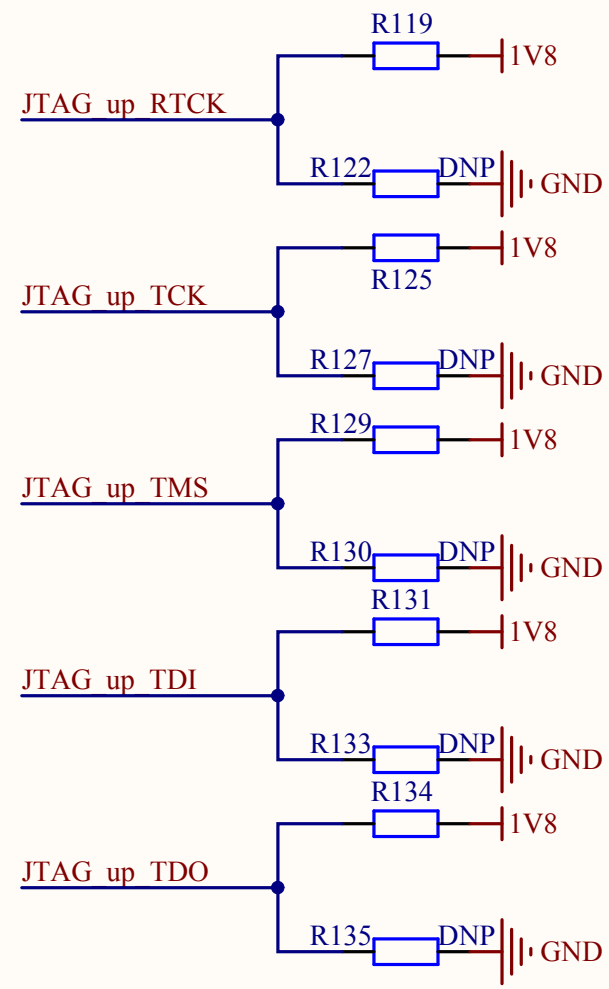 R119
1V8
JTAG_up_RTCK
R122 DNP GND
1V8
R125
JTAG_up_TCK
R127 DNP GND
R129
1V8
JTAG_up_TMS
R130 DNP GND
R131
1V8
JTAG_up_TDI
R133 DNP GND
R134
1V8
JTAG_up_TDO
R135 DNP GND